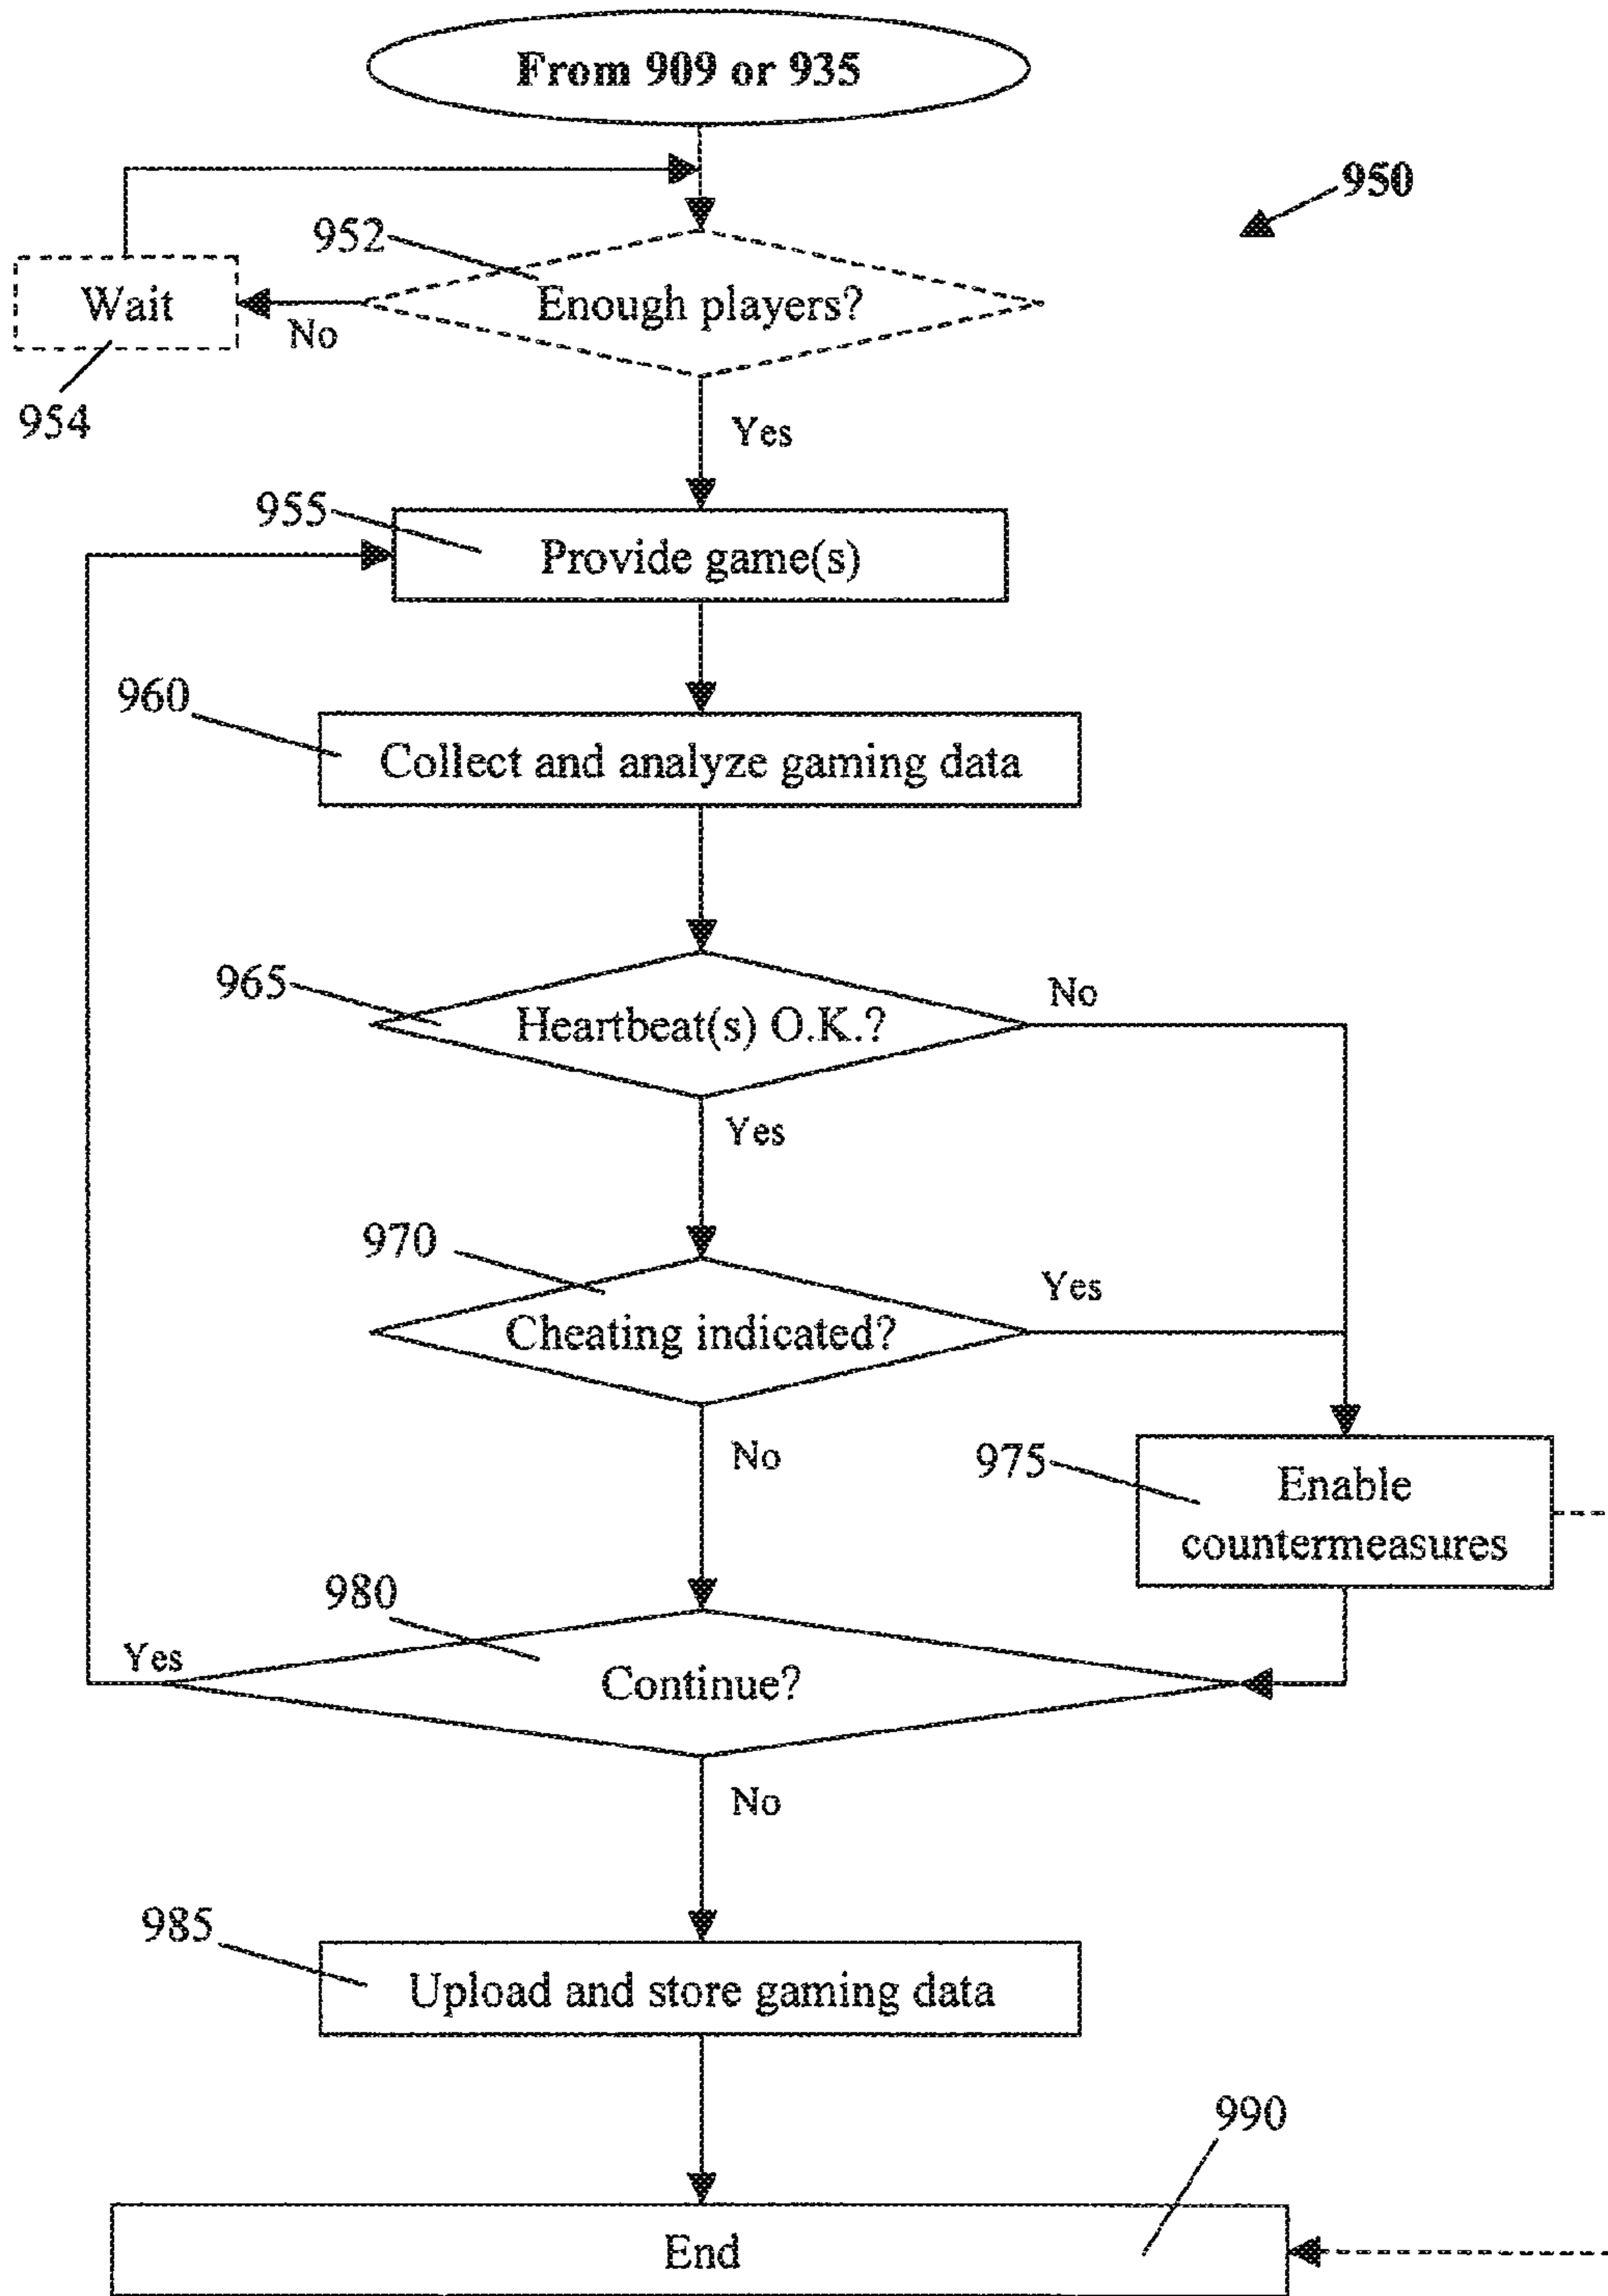 From 909 or 935
950
952
Enough players?
Wait
No
954
Yes
955
Provide game(s)
960
Collect and analyze gaming data
965
No
Heartbeat(s) O.K.?
Yes
970
Yes
Cheating indicated?
No
975
Enable
countermeasures
980
Yes
Continue?
No
985
Upload and store gaming data
990
End